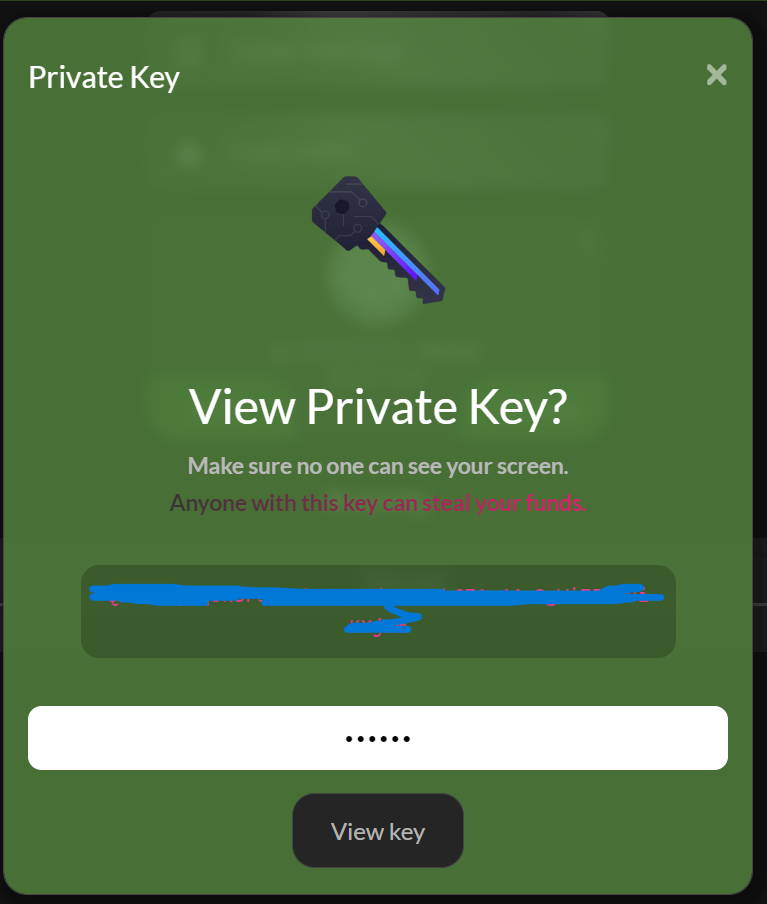 Private Key
View Private Key?
Make sure no one can see your screen.
Anyone with this key can steal your funds.
••••••
View key